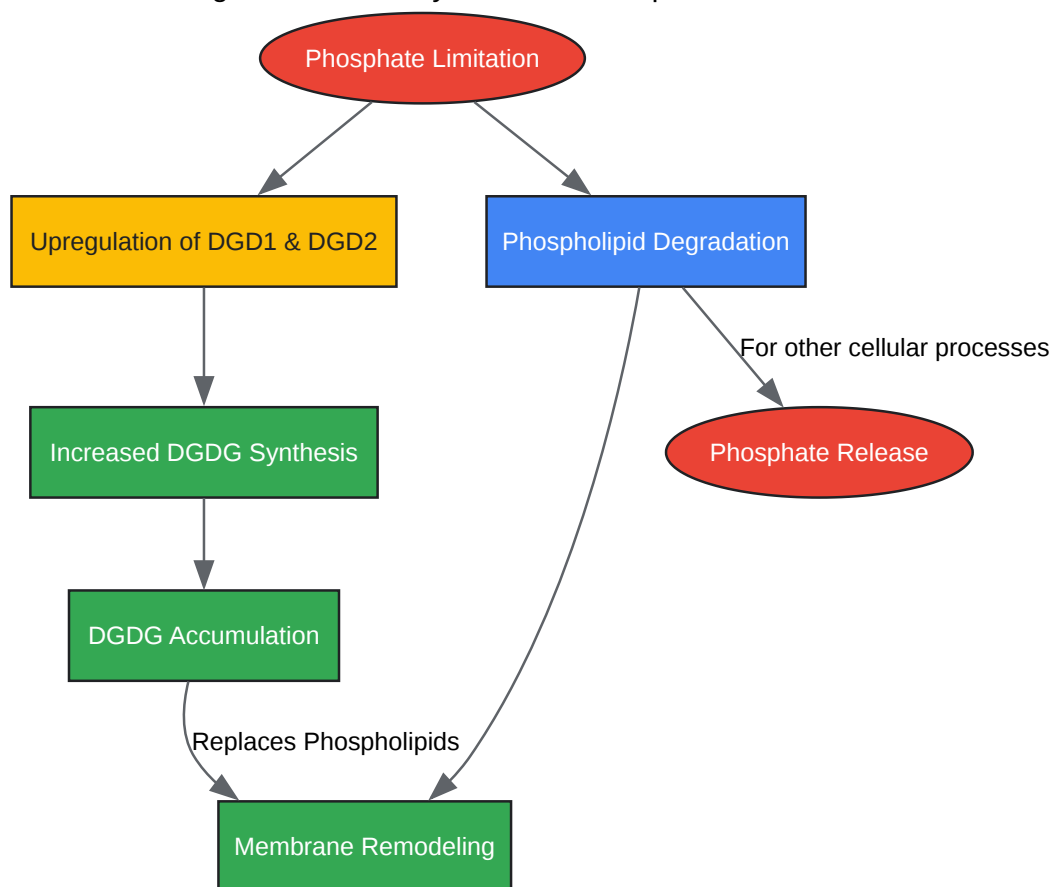 Phosphate Limitation
Upregulation of DGD1 & DGD2
Phospholipid Degradation
For other cellular processes
Increased DGDG Synthesis
Phosphate Release
DGDG Accumulation
Replaces Phospholipids
Membrane Remodeling